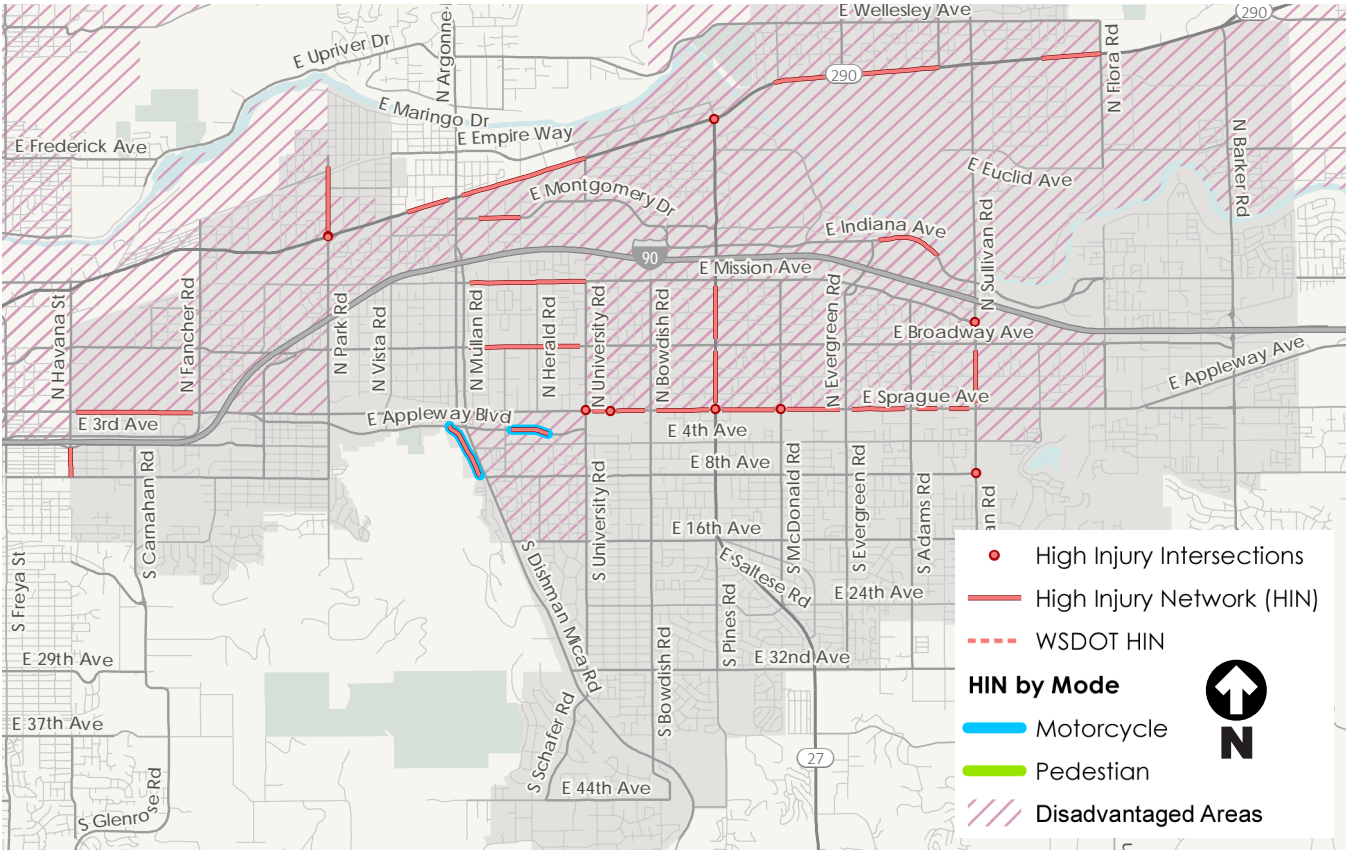 E Wellesley Ave
290
E Upriver Dr
N Argonne
N Flora Rd
290
E Maringo Dr
E Empire Way
E Frederick Ave
N Barker Rd
E Euclid Ave
E Montgomery Dr
E Indiana Ave
N Sullivan Rd
90
E Mission Ave
N Havana St
N Fancher Rd
N Park Rd
N Vista Rd
N Mullan Rd
N Herald Rd
N University Rd
N Bowdish Rd
N Evergreen Rd
E Broadway Ave
E Appleway Ave
E Sprague Ave
E Appleway Blvd
E 3rd Ave
E 4th Ave
E 8th Ave
S Carnahan Rd
S University Rd
S McDonald Rd
S Evergreen Rd
S Adams Rd
an Rd
E 16th Ave
S Freya St
S Dishman Mica Rd
E Saltese Rd
E 24th Ave
S Pines Rd
E 29th Ave
E 32nd Ave
S Bowdish Rd
S Schafer Rd
E 37th Ave
27
E 44th Ave
S Glenrose Rd
High Injury Intersections
High Injury Network (HIN)
WSDOT HIN
HIN by Mode
Motorcycle
Pedestian
Disadvantaged Areas
N